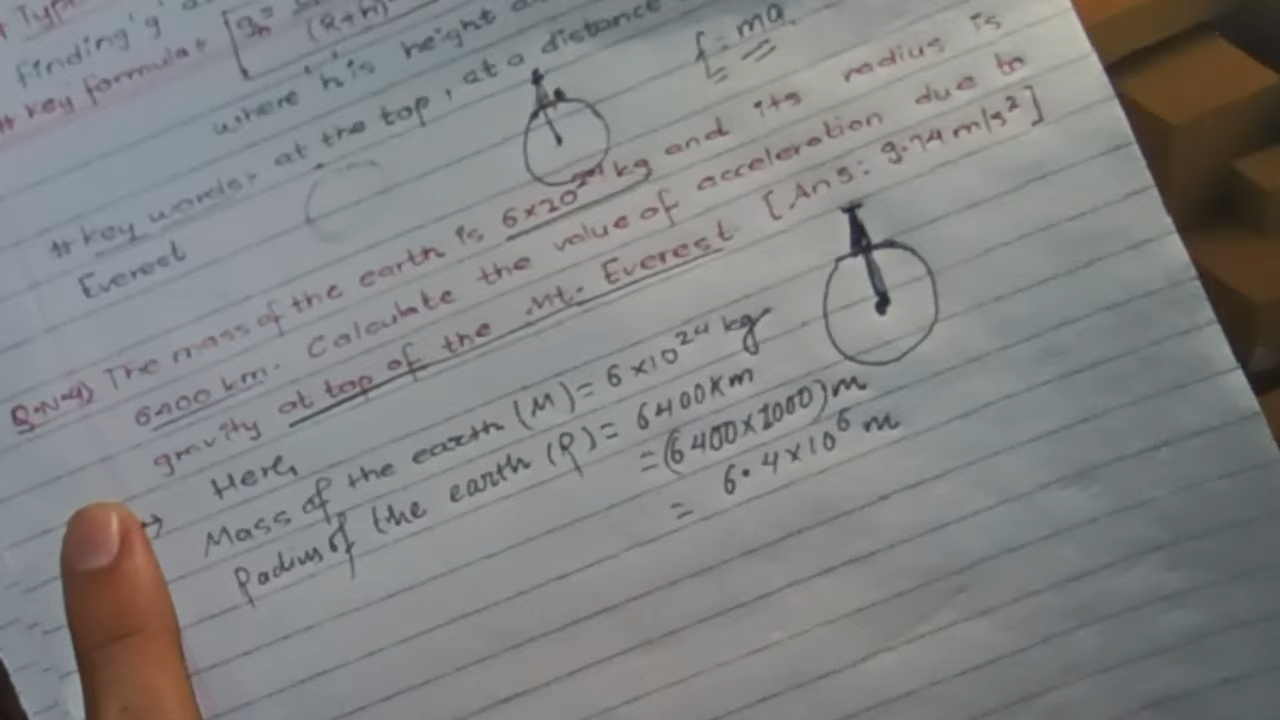 # Type
finding 'g' a
# Key formula → [gₕ =
(R+h)
where 'h' is height a
# Key words → at the top, at a distance
Everest
f = ma
Q.N.4) The mass of the earth is 6×10²⁴ kg and its radius is
6400 km. Calculate the value of acceleration due to
gravity at top of the Mt. Everest. [Ans: 9.74 m/s²]
→ Here,
Mass of the earth (M) = 6×10²⁴ kg
Radius of the earth (R) = 6400 Km
= (6400×1000) m
= 6.4×10⁶ m